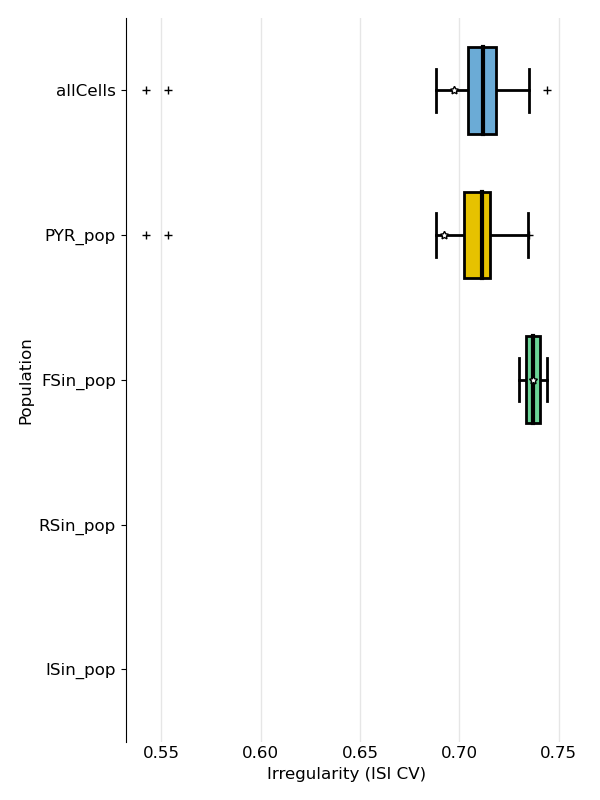 allCells
PYR_pop
FSin_pop
RSin_pop
ISin_pop
Population
0.55 0.60 0.65 0.70 0.75
Irregularity (ISI CV)